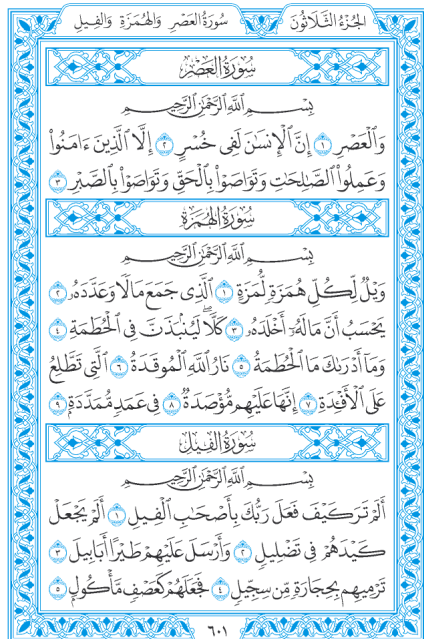 الجُزْءُ الثَّلَاثُونَ
سُورَةُ العَصْرِ وَالهُمَزَةِ وَالفِيلِ
سُورَةُ العَصْرِ
بِسْمِ ٱللَّهِ ٱلرَّحْمَٰنِ ٱلرَّحِيمِ
وَٱلْعَصْرِ ١ إِنَّ ٱلْإِنسَٰنَ لَفِى خُسْرٍ ٢ إِلَّا ٱلَّذِينَ ءَامَنُوا۟
وَعَمِلُوا۟ ٱلصَّٰلِحَٰتِ وَتَوَاصَوْا۟ بِٱلْحَقِّ وَتَوَاصَوْا۟ بِٱلصَّبْرِ ٣
سُورَةُ الهُمَزَةِ
بِسْمِ ٱللَّهِ ٱلرَّحْمَٰنِ ٱلرَّحِيمِ
وَيْلٌ لِّكُلِّ هُمَزَةٍ لُّمَزَةٍ ١ ٱلَّذِى جَمَعَ مَالًا وَعَدَّدَهُۥ ٢
يَحْسَبُ أَنَّ مَالَهُۥٓ أَخْلَدَهُۥ ٣ كَلَّا ۖ لَيُنۢبَذَنَّ فِى ٱلْحُطَمَةِ ٤
وَمَآ أَدْرَىٰكَ مَا ٱلْحُطَمَةُ ٥ نَارُ ٱللَّهِ ٱلْمُوقَدَةُ ٦ ٱلَّتِى تَطَّلِعُ
عَلَى ٱلْأَفْـِٔدَةِ ٧ إِنَّهَا عَلَيْهِم مُّؤْصَدَةٌ ٨ فِى عَمَدٍ مُّمَدَّدَةٍۭ ٩
سُورَةُ الفِيلِ
بِسْمِ ٱللَّهِ ٱلرَّحْمَٰنِ ٱلرَّحِيمِ
أَلَمْ تَرَ كَيْفَ فَعَلَ رَبُّكَ بِأَصْحَٰبِ ٱلْفِيلِ ١ أَلَمْ يَجْعَلْ
كَيْدَهُمْ فِى تَضْلِيلٍ ٢ وَأَرْسَلَ عَلَيْهِمْ طَيْرًا أَبَابِيلَ ٣
تَرْمِيهِم بِحِجَارَةٍ مِّن سِجِّيلٍ ٤ فَجَعَلَهُمْ كَعَصْفٍ مَّأْكُولٍۭ ٥
٦٠١